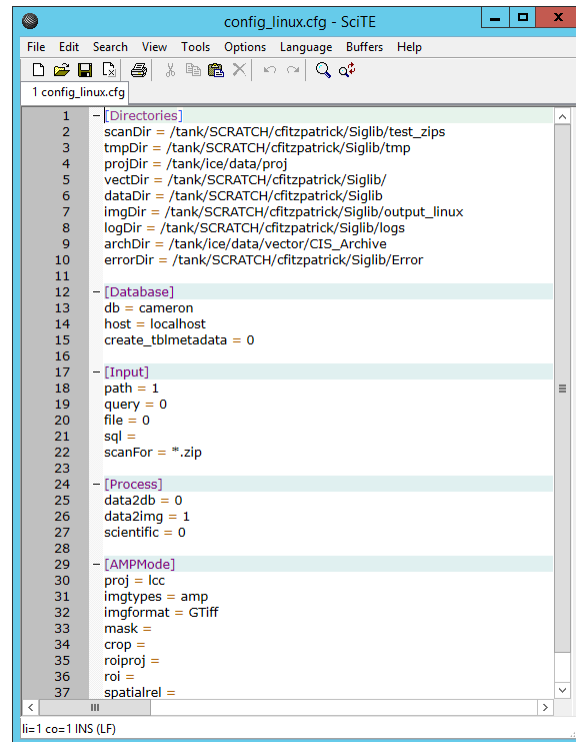 config_linux.cfg - SciTE
File Edit Search View Tools Options Language Buffers Help
1 config_linux.cfg
1 [Directories]
2 scanDir = /tank/SCRATCH/cfitzpatrick/Siglib/test_zips
3 tmpDir = /tank/SCRATCH/cfitzpatrick/Siglib/tmp
4 projDir = /tank/ice/data/proj
5 vectDir = /tank/SCRATCH/cfitzpatrick/Siglib/
6 dataDir = /tank/SCRATCH/cfitzpatrick/Siglib
7 imgDir = /tank/SCRATCH/cfitzpatrick/Siglib/output_linux
8 logDir = /tank/SCRATCH/cfitzpatrick/Siglib/logs
9 archDir = /tank/ice/data/vector/CIS_Archive
10 errorDir = /tank/SCRATCH/cfitzpatrick/Siglib/Error
11
12 [Database]
13 db = cameron
14 host = localhost
15 create_tblmetadata = 0
16
17 [Input]
18 path = 1
19 query = 0
20 file = 0
21 sql =
22 scanFor = *.zip
23
24 [Process]
25 data2db = 0
26 data2img = 1
27 scientific = 0
28
29 [AMPMode]
30 proj = lcc
31 imgtypes = amp
32 imgformat = GTiff
33 mask =
34 crop =
35 roiproj =
36 roi =
37 spatialrel =
li=1 co=1 INS (LF)